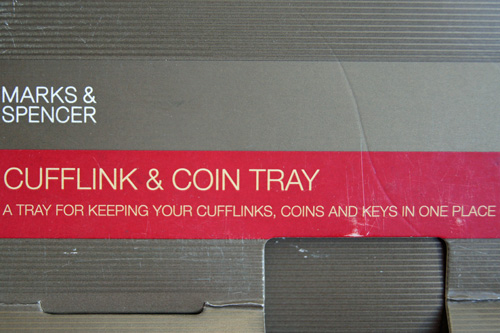 MARKS &
SPENCER
CUFFLINK & COIN TRAY
A TRAY FOR KEEPING YOUR CUFFLINKS, COINS AND KEYS IN ONE PLACE